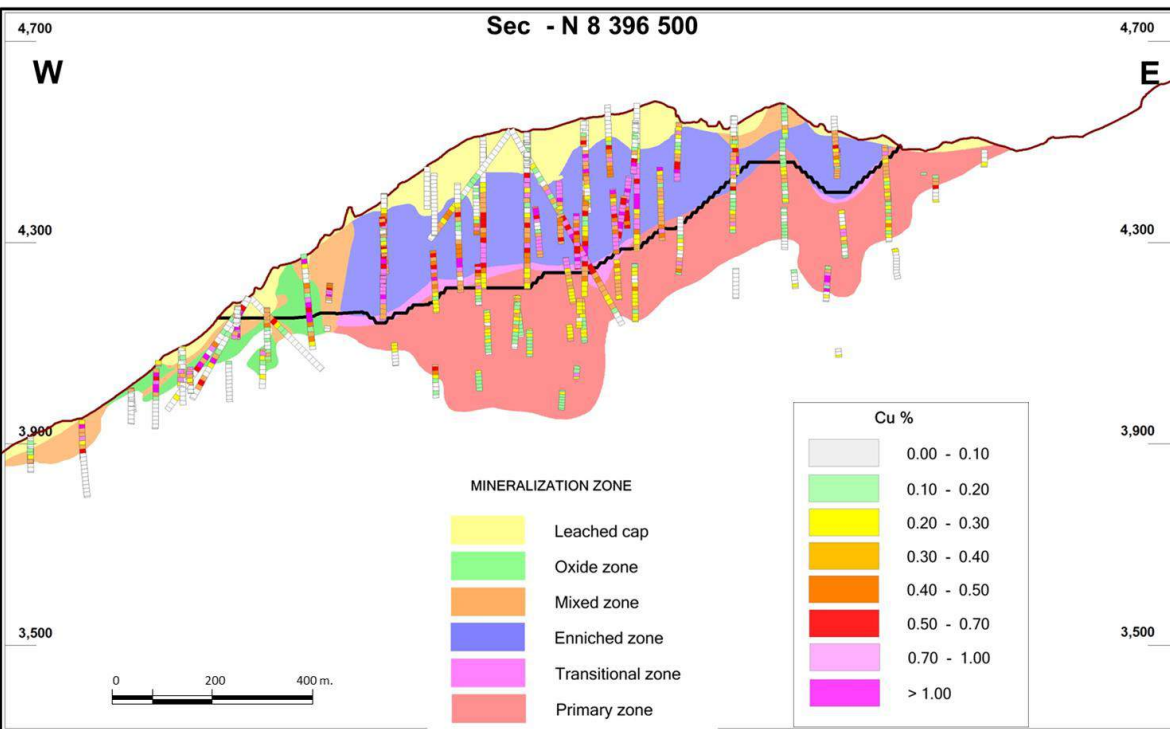 Sec - N 8 396 500
4,700
4,700
W
E
4,300
4,300
3,900
3,900
3,500
3,500
0 200 400 m.
MINERALIZATION ZONE
Leached cap
Oxide zone
Mixed zone
Enniched zone
Transitional zone
Primary zone
Cu %
0.00 - 0.10
0.10 - 0.20
0.20 - 0.30
0.30 - 0.40
0.40 - 0.50
0.50 - 0.70
0.70 - 1.00
> 1.00